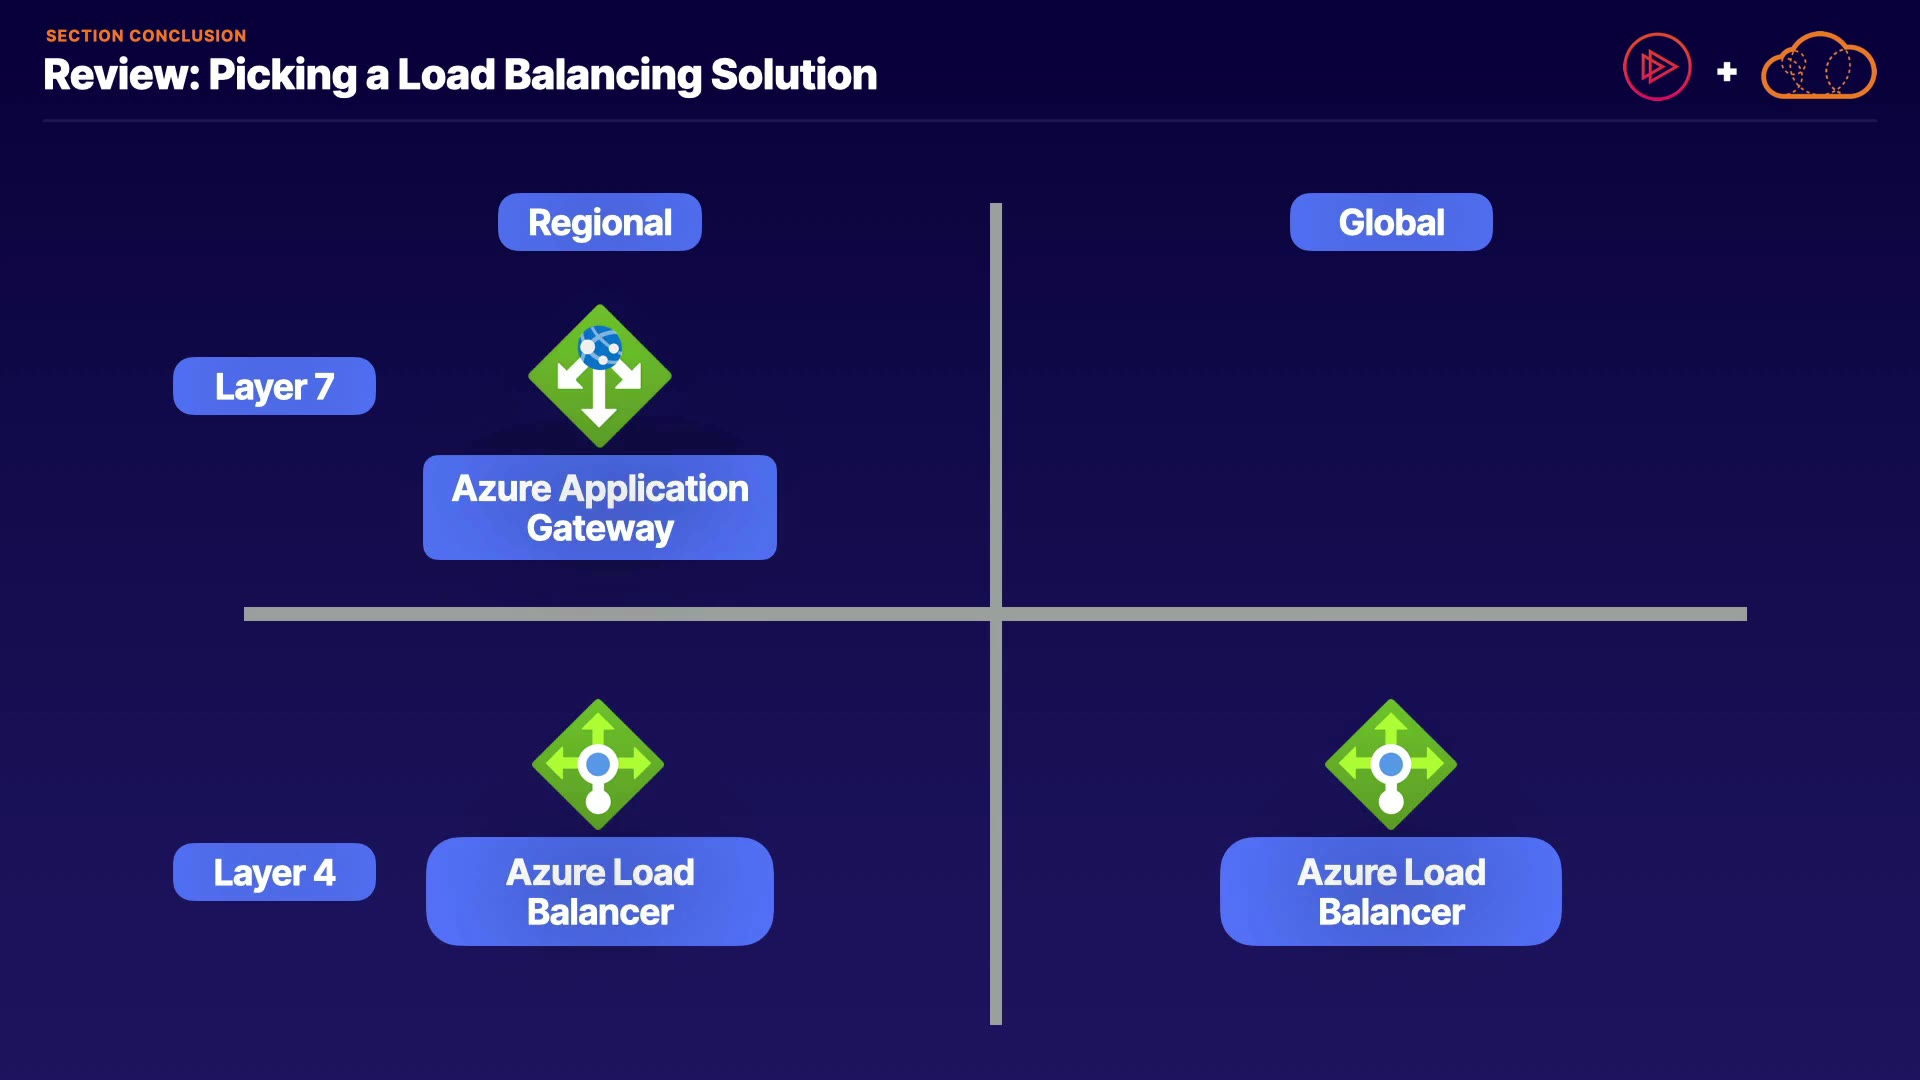 SECTION CONCLUSION
Review: Picking a Load Balancing Solution
Regional
Global
Layer 7
Azure Application
Gateway
Layer 4
Azure Load
Balancer
Azure Load
Balancer